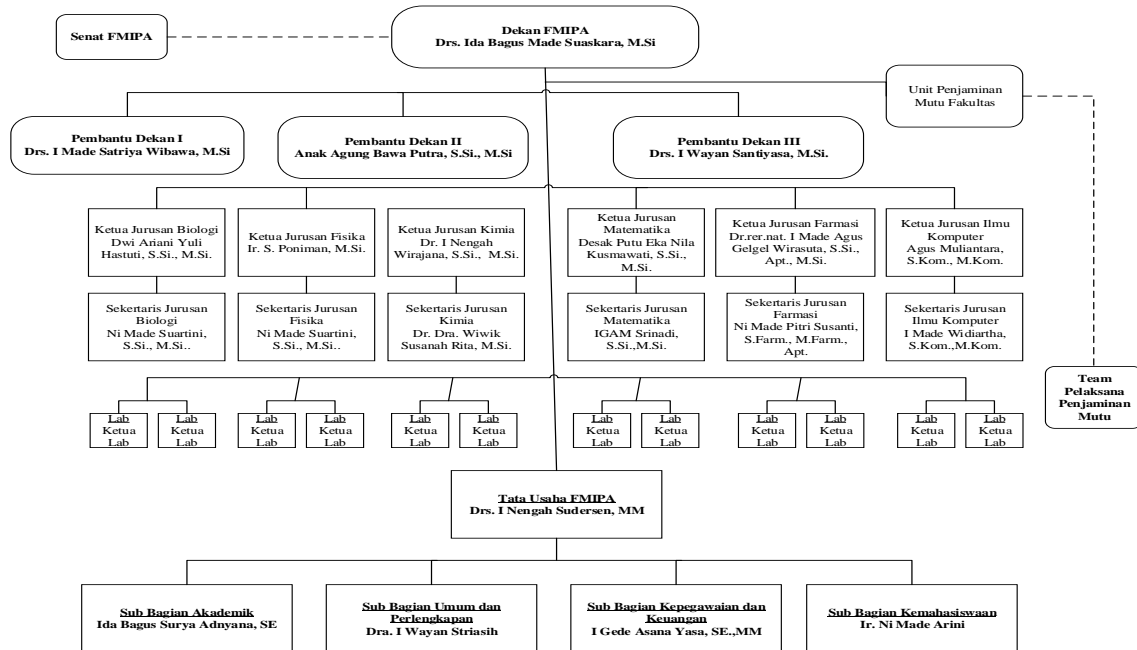 Senat FMIPA
Dekan FMIPA
Drs. Ida Bagus Made Suaskara, M.Si
Unit Penjaminan
Mutu Fakultas
Pembantu Dekan I
Drs. I Made Satriya Wibawa, M.Si
Pembantu Dekan II
Anak Agung Bawa Putra, S.Si., M.Si
Pembantu Dekan III
Drs. I Wayan Santiyasa, M.Si.
Ketua Jurusan Biologi
Dwi Ariani Yuli
Hastuti, S.Si., M.Si.
Ketua Jurusan Fisika
Ir. S. Poniman, M.Si.
Ketua Jurusan Kimia
Dr. I Nengah
Wirajana, S.Si., M.Si.
Ketua Jurusan
Matematika
Desak Putu Eka Nila
Kusmawati, S.Si.,
M.Si.
Ketua Jurusan Farmasi
Dr.rer.nat. I Made Agus
Gelgel Wirasuta, S.Si.,
Apt., M.Si.
Ketua Jurusan Ilmu
Komputer
Agus Muliantara,
S.Kom., M.Kom.
Sekertaris Jurusan
Biologi
Ni Made Suartini,
S.Si., M.Si..
Sekertaris Jurusan
Fisika
Ni Made Suartini,
S.Si., M.Si..
Sekertaris Jurusan
Kimia
Dr. Dra. Wiwik
Susanah Rita, M.Si.
Sekertaris Jurusan
Matematika
IGAM Srinadi,
S.Si.,M.Si.
Sekertaris Jurusan
Farmasi
Ni Made Pitri Susanti,
S.Farm., M.Farm.,
Apt.
Sekertaris Jurusan
Ilmu Komputer
I Made Widiartha,
S.Kom.,M.Kom.
Team
Pelaksana
Penjaminan
Mutu
Lab
Ketua
Lab
Lab
Ketua
Lab
Lab
Ketua
Lab
Lab
Ketua
Lab
Lab
Ketua
Lab
Lab
Ketua
Lab
Lab
Ketua
Lab
Lab
Ketua
Lab
Lab
Ketua
Lab
Lab
Ketua
Lab
Lab
Ketua
Lab
Lab
Ketua
Lab
Tata Usaha FMIPA
Drs. I Nengah Sudersen, MM
Sub Bagian Akademik
Ida Bagus Surya Adnyana, SE
Sub Bagian Umum dan
Perlengkapan
Dra. I Wayan Striasih
Sub Bagian Kepegawaian dan
Keuangan
I Gede Asana Yasa, SE.,MM
Sub Bagian Kemahasiswaan
Ir. Ni Made Arini